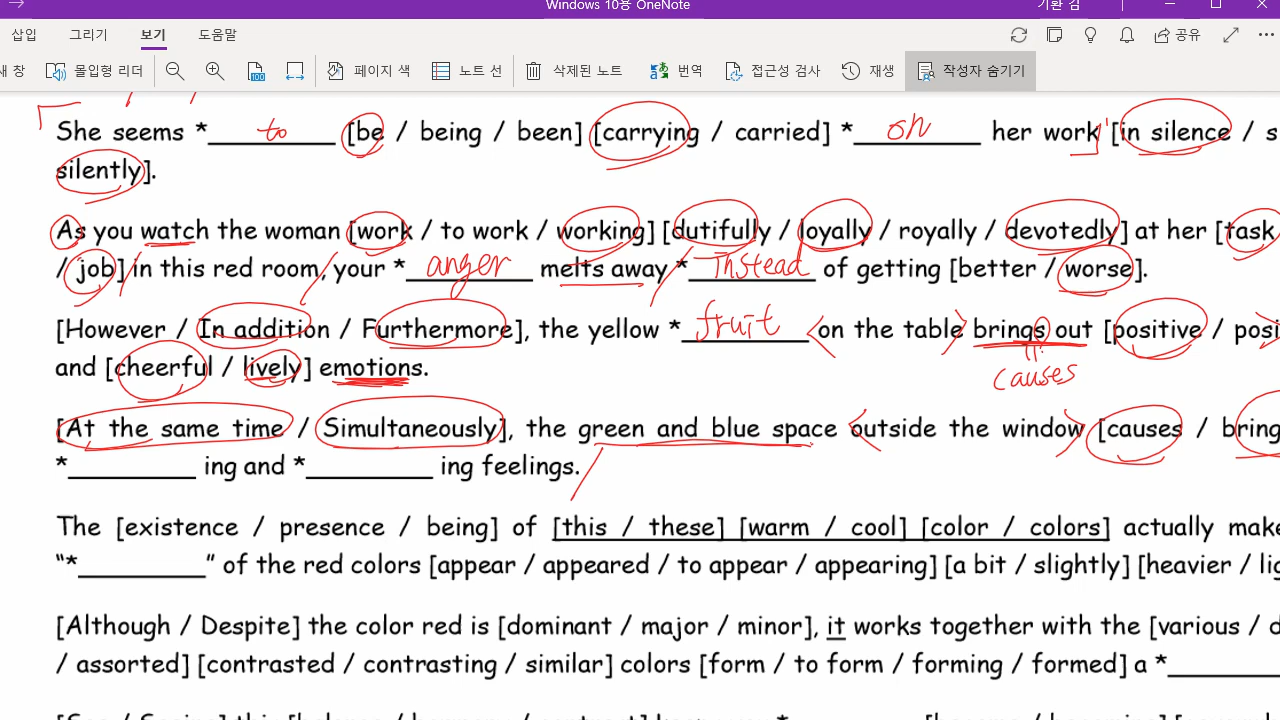 Windows 10용 OneNote 기환 김
삽입 그리기 보기 도움말 공유
새 창 몰입형 리더 페이지 색 노트 선 삭제된 노트 번역 접근성 검사 재생 작성자 숨기기
She seems *to [be / being / been] [carrying / carried] *on her work [in silence / s
silently].
As you watch the woman [work / to work / working] [dutifully / loyally / royally / devotedly] at her [task
/ job] in this red room, your *anger melts away *Instead of getting [better / worse].
[However / In addition / Furthermore], the yellow *fruit on the table brings out [positive / posi
causes
and [cheerful / lively] emotions.
[At the same time / Simultaneously], the green and blue space outside the window [causes / bring
*__________ ing and *__________ ing feelings.
The [existence / presence / being] of [this / these] [warm / cool] [color / colors] actually make
"*__________" of the red colors [appear / appeared / to appear / appearing] [a bit / slightly] [heavier / lig
[Although / Despite] the color red is [dominant / major / minor], it works together with the [various / d
/ assorted] [contrasted / contrasting / similar] colors [form / to form / forming / formed] a *__________